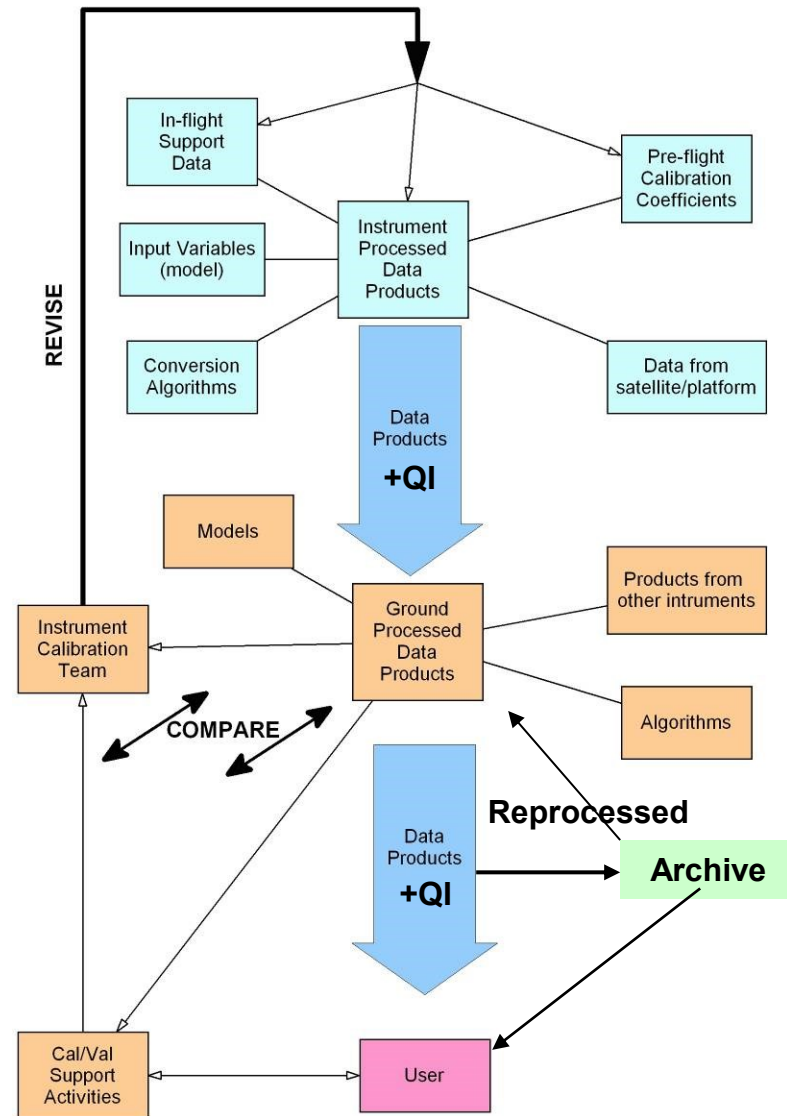 In-flight
Support
Data
Pre-flight
Calibration
Coefficients
Instrument
Processed
Data
Products
Input Variables
(model)
REVISE
Conversion
Algorithms
Data from
satellite/platform
Data
Products
+QI
Models
Products from
other intruments
Ground
Processed
Data
Products
Instrument
Calibration
Team
Algorithms
COMPARE
Reprocessed
Data
Products
+QI
Archive
Cal/Val
Support
Activities
User